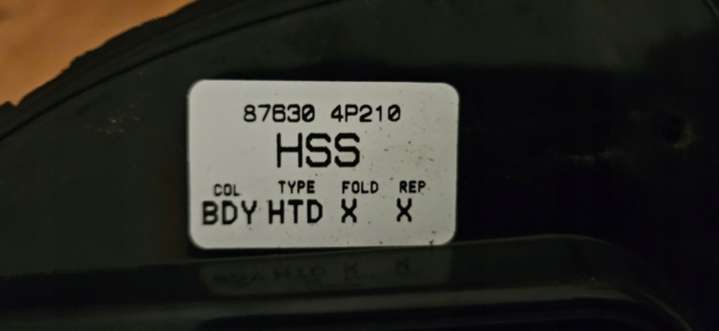 87630 4P210
HSS
COL TYPE FOLD REP
BDY HTD X X